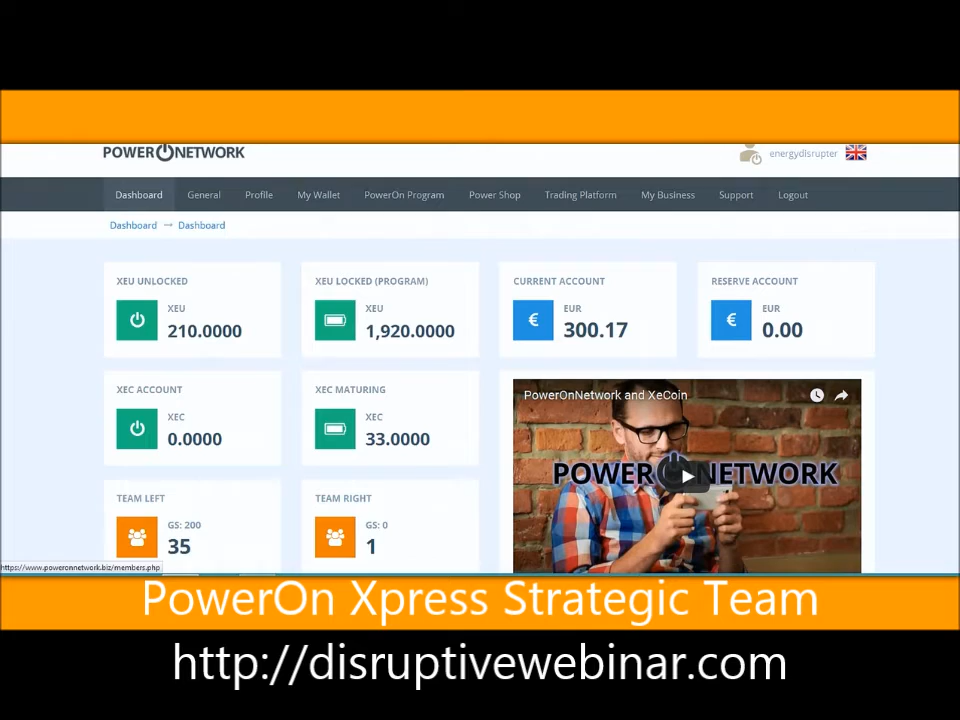 POWERONETWORK
energydisrupter
Dashboard General Profile My Wallet PowerOn Program Power Shop Trading Platform My Business Support Logout
Dashboard → Dashboard
XEU UNLOCKED XEU LOCKED (PROGRAM) CURRENT ACCOUNT RESERVE ACCOUNT
XEU XEU EUR EUR
210.0000 1,920.0000 € 300.17 € 0.00
XEC ACCOUNT XEC MATURING
PowerOnNetwork and XeCoin
XEC XEC
0.0000 33.0000
POWERONETWORK
TEAM LEFT TEAM RIGHT
GS: 200 GS: 0
35 1
https://www.poweronnetwork.biz/members.php
PowerOn Xpress Strategic Team
http://disruptivewebinar.com